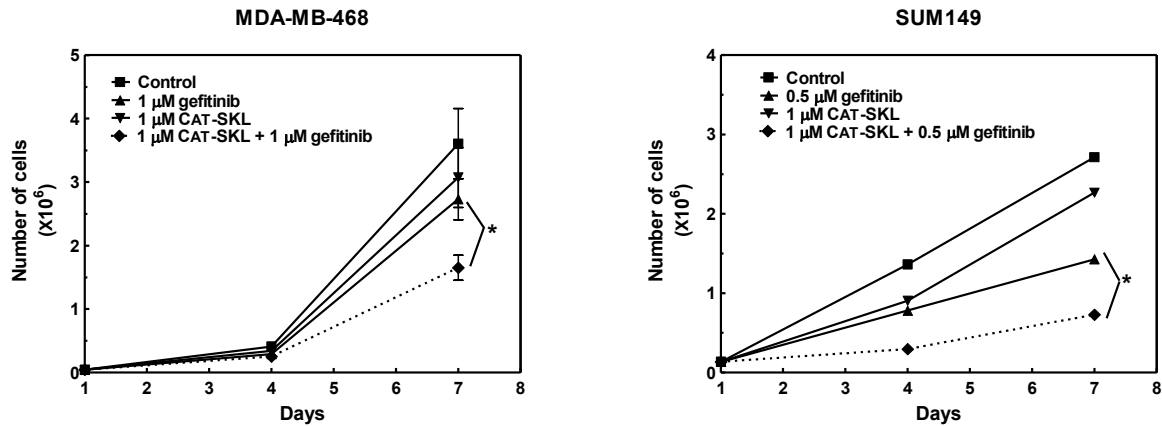 MDA-MB-468
Number of cells
(X10⁶)
5
4
3
2
1
0
Control
1 µM gefitinib
1 µM CAT-SKL
1 µM CAT-SKL + 1 µM gefitinib
*
1 2 3 4 5 6 7 8
Days
SUM149
Number of cells
(X10⁶)
4
3
2
1
0
Control
0.5 µM gefitinib
1 µM CAT-SKL
1 µM CAT-SKL + 0.5 µM gefitinib
*
1 2 3 4 5 6 7 8
Days